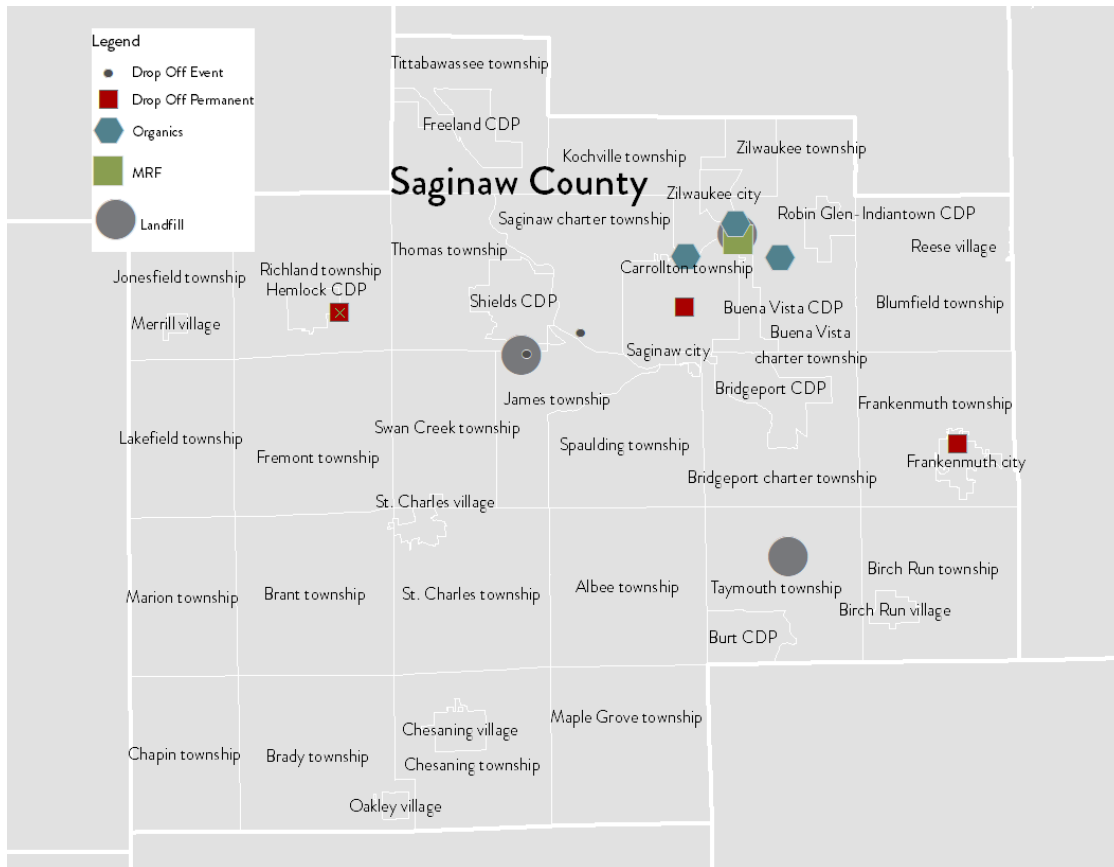 Legend
Drop Off Event
Drop Off Permanent
Organics
MRF
Landfill
Tittabawassee township
Freeland CDP
Kochville township
Zilwaukee township
Saginaw County
Zilwaukee city
Saginaw charter township
Robin Glen-Indiantown CDP
Thomas township
Reese village
Jonesfield township
Richland township
Hemlock CDP
Carrollton township
Shields CDP
Buena Vista CDP
Blumfield township
Merrill village
Buena Vista
charter township
Saginaw city
Bridgeport CDP
James township
Frankenmuth township
Swan Creek township
Lakefield township
Spaulding township
Fremont township
Frankenmuth city
Bridgeport charter township
St. Charles village
Birch Run township
Albee township
Taymouth township
Marion township
Brant township
St. Charles township
Birch Run village
Burt CDP
Maple Grove township
Chesaning village
Chapin township
Brady township
Chesaning township
Oakley village